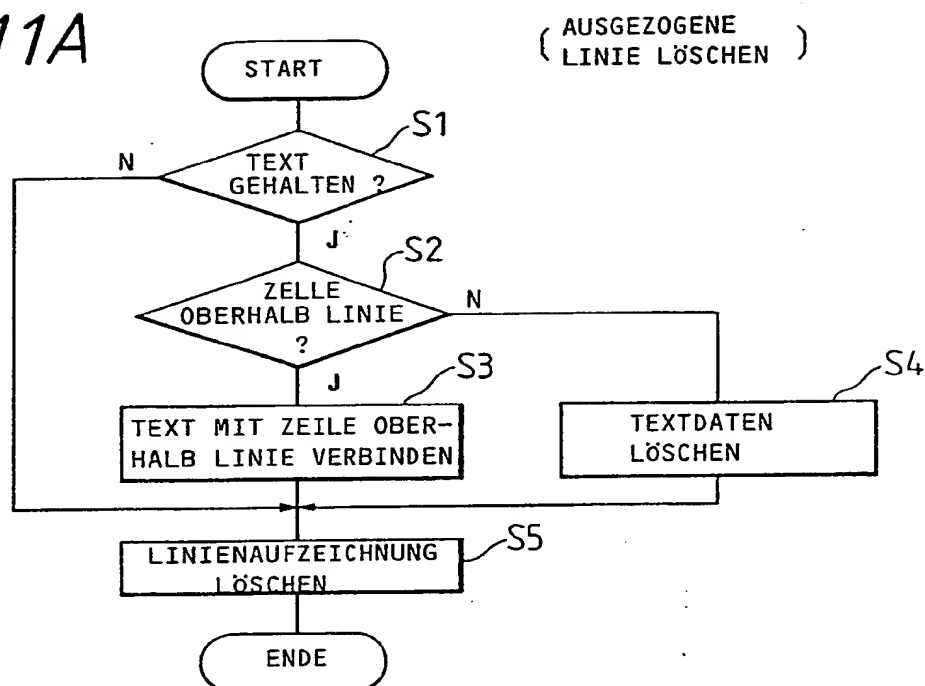 11A
( AUSGEZOGENE
LINIE LÖSCHEN )
START
S1
N
TEXT
GEHALTEN ?
J
S2
ZELLE
OBERHALB LINIE
?
N
J
S3
S4
TEXT MIT ZEILE OBER-
HALB LINIE VERBINDEN
TEXTDATEN
LÖSCHEN
S5
LINIENAUFZEICHNUNG
LÖSCHEN
ENDE